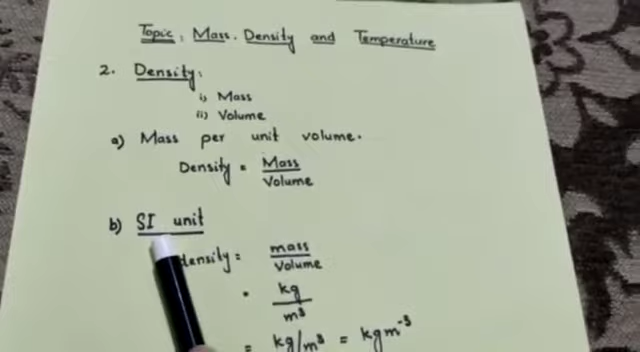 Topic: Mass, Density and Temperature
2. Density:
i) Mass
ii) Volume
a) Mass per unit volume.
Density = Mass
Volume
b) SI unit
density = mass
Volume
= kg
m³
= kg/m³ = kgm⁻³